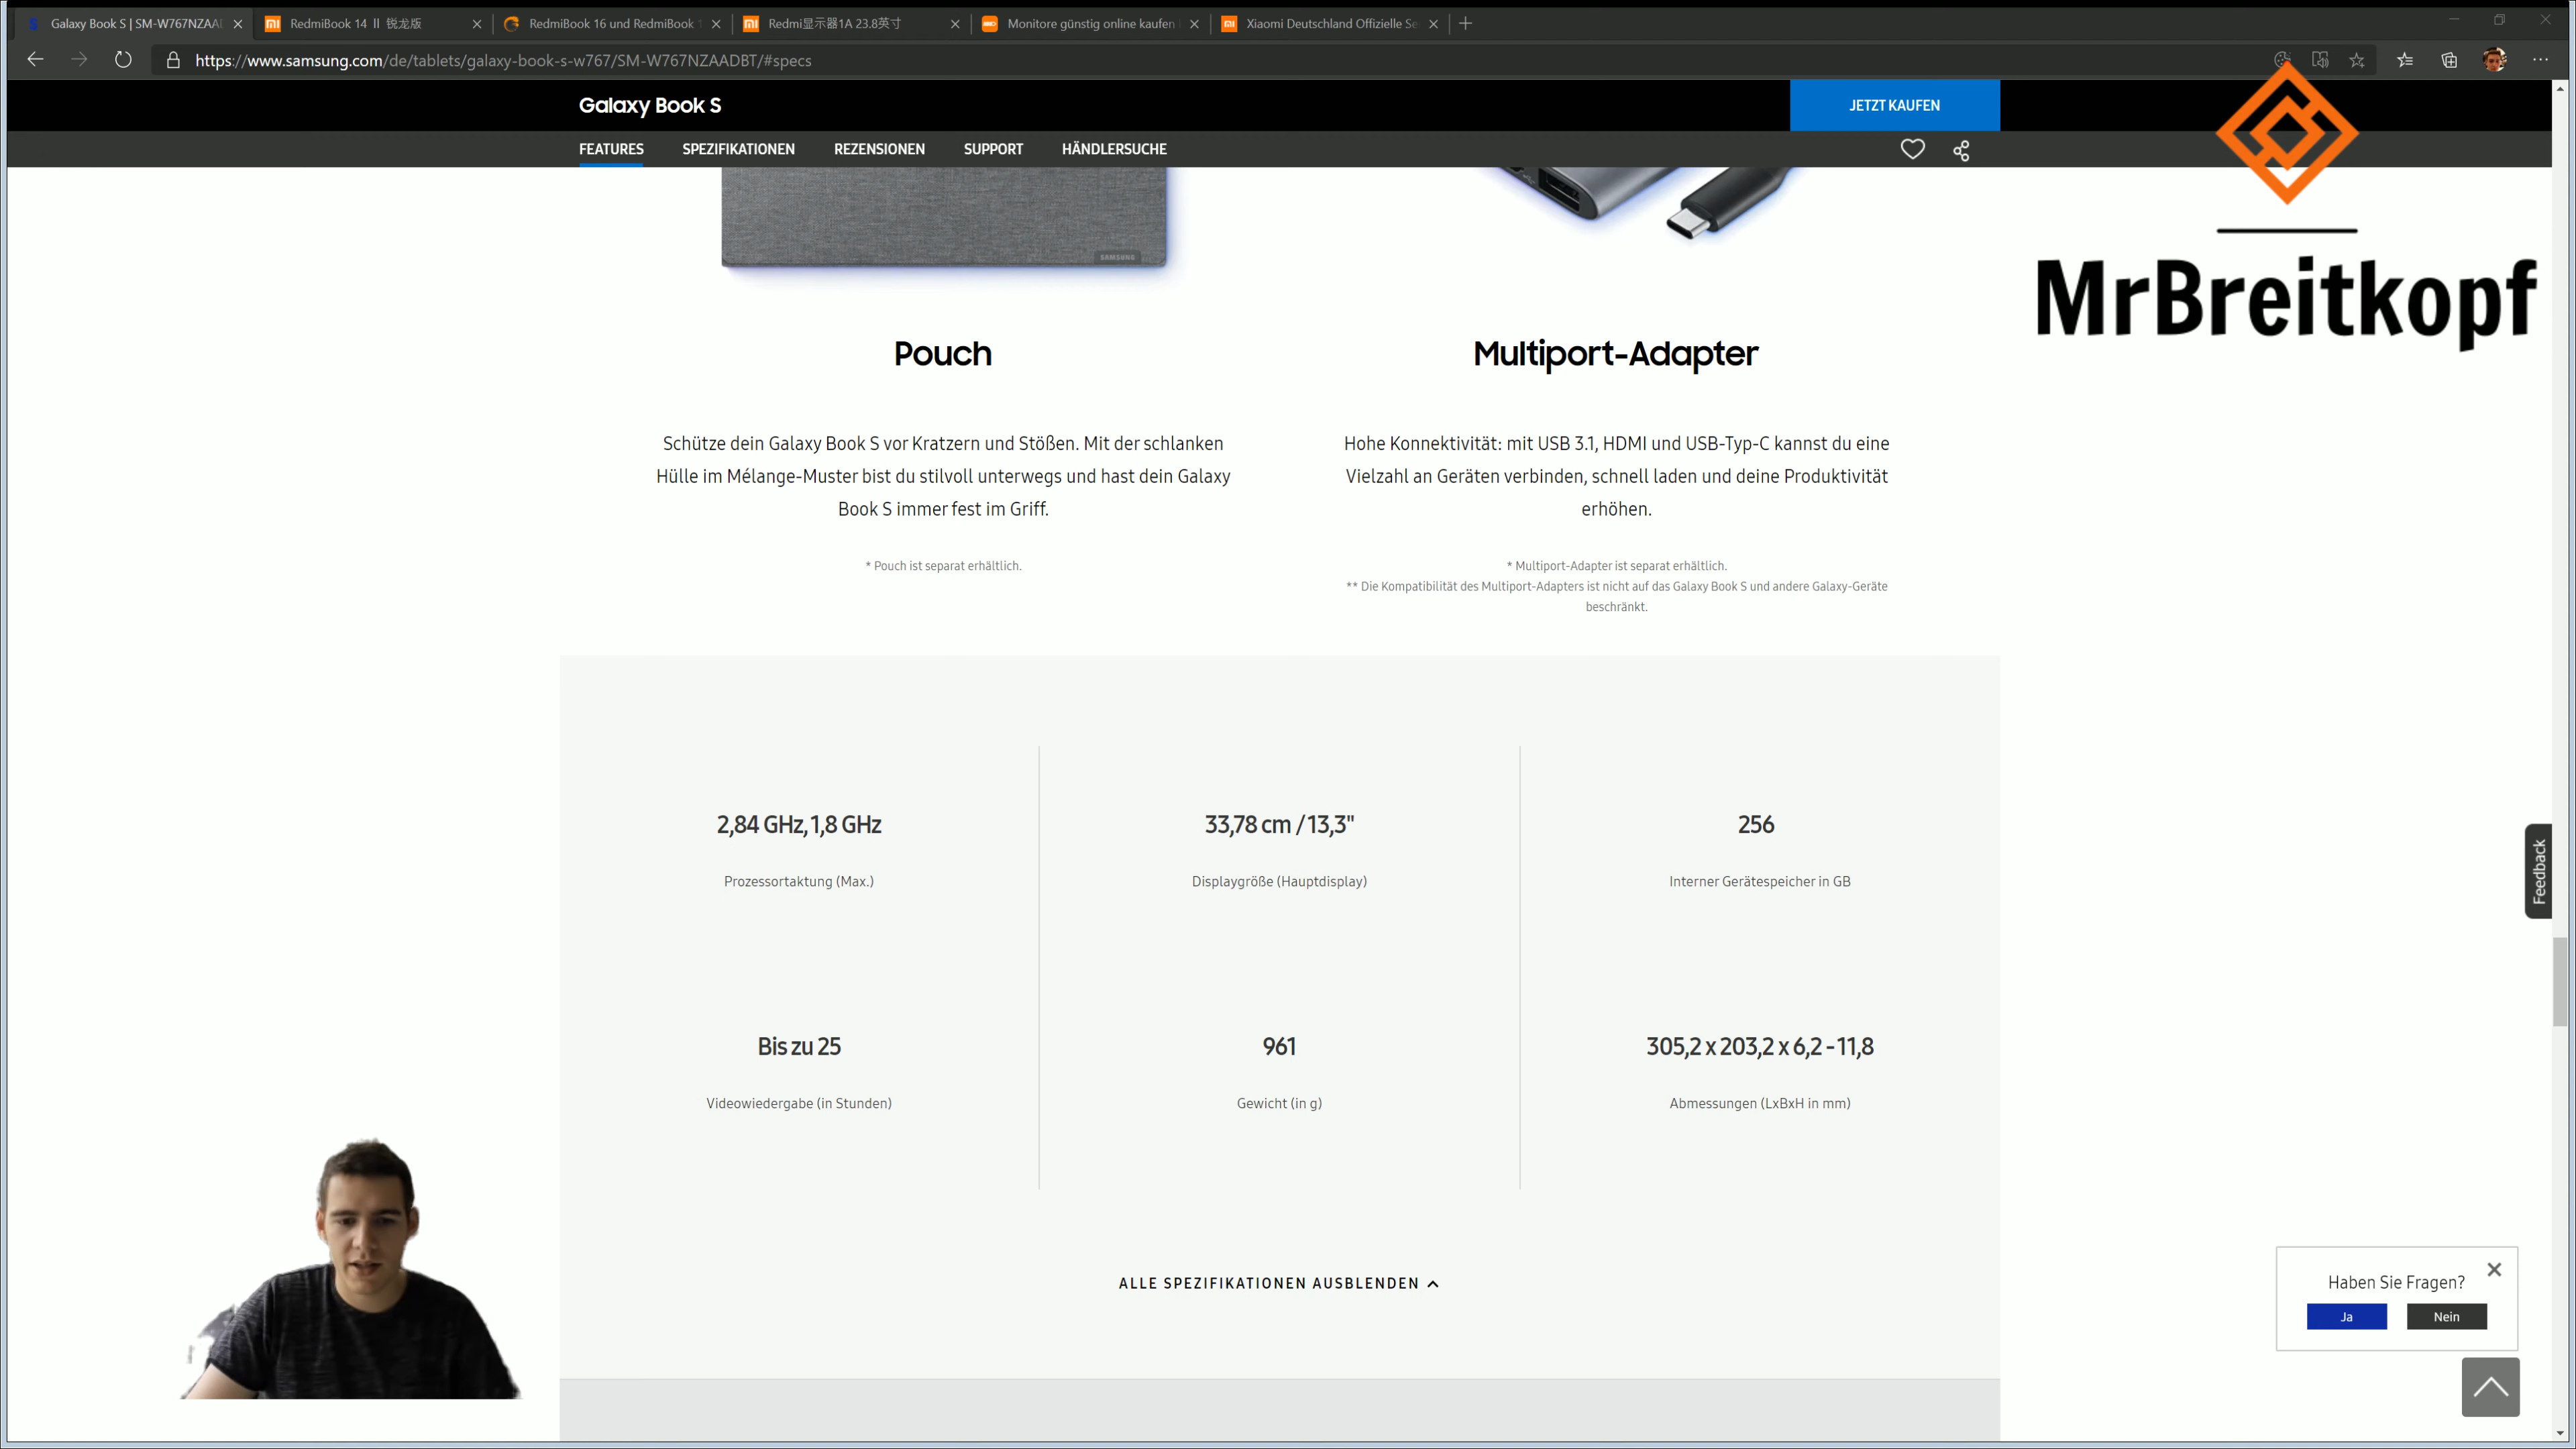 Galaxy Book S | SM-W767NZAA
RedmiBook 14 Ⅱ 锐龙版
RedmiBook 16 und RedmiBook 1
Redmi显示器1A 23.8英寸
Monitore günstig online kaufen
Xiaomi Deutschland Offizielle Se
https://www.samsung.com/de/tablets/galaxy-book-s-w767/SM-W767NZAADBT/#specs
Galaxy Book S
JETZT KAUFEN
FEATURES
SPEZIFIKATIONEN
REZENSIONEN
SUPPORT
HÄNDLERSUCHE
SAMSUNG
MrBreitkopf
Pouch
Schütze dein Galaxy Book S vor Kratzern und Stößen. Mit der schlanken
Hülle im Mélange-Muster bist du stilvoll unterwegs und hast dein Galaxy
Book S immer fest im Griff.
* Pouch ist separat erhältlich.
Multiport-Adapter
Hohe Konnektivität: mit USB 3.1, HDMI und USB-Typ-C kannst du eine
Vielzahl an Geräten verbinden, schnell laden und deine Produktivität
erhöhen.
* Multiport-Adapter ist separat erhältlich.
** Die Kompatibilität des Multiport-Adapters ist nicht auf das Galaxy Book S und andere Galaxy-Geräte
beschränkt.
2,84 GHz, 1,8 GHz
Prozessortaktung (Max.)
33,78 cm / 13,3"
Displaygröße (Hauptdisplay)
256
Interner Gerätespeicher in GB
Bis zu 25
Videowiedergabe (in Stunden)
961
Gewicht (in g)
305,2 x 203,2 x 6,2 - 11,8
Abmessungen (LxBxH in mm)
ALLE SPEZIFIKATIONEN AUSBLENDEN
Feedback
Haben Sie Fragen?
Ja
Nein